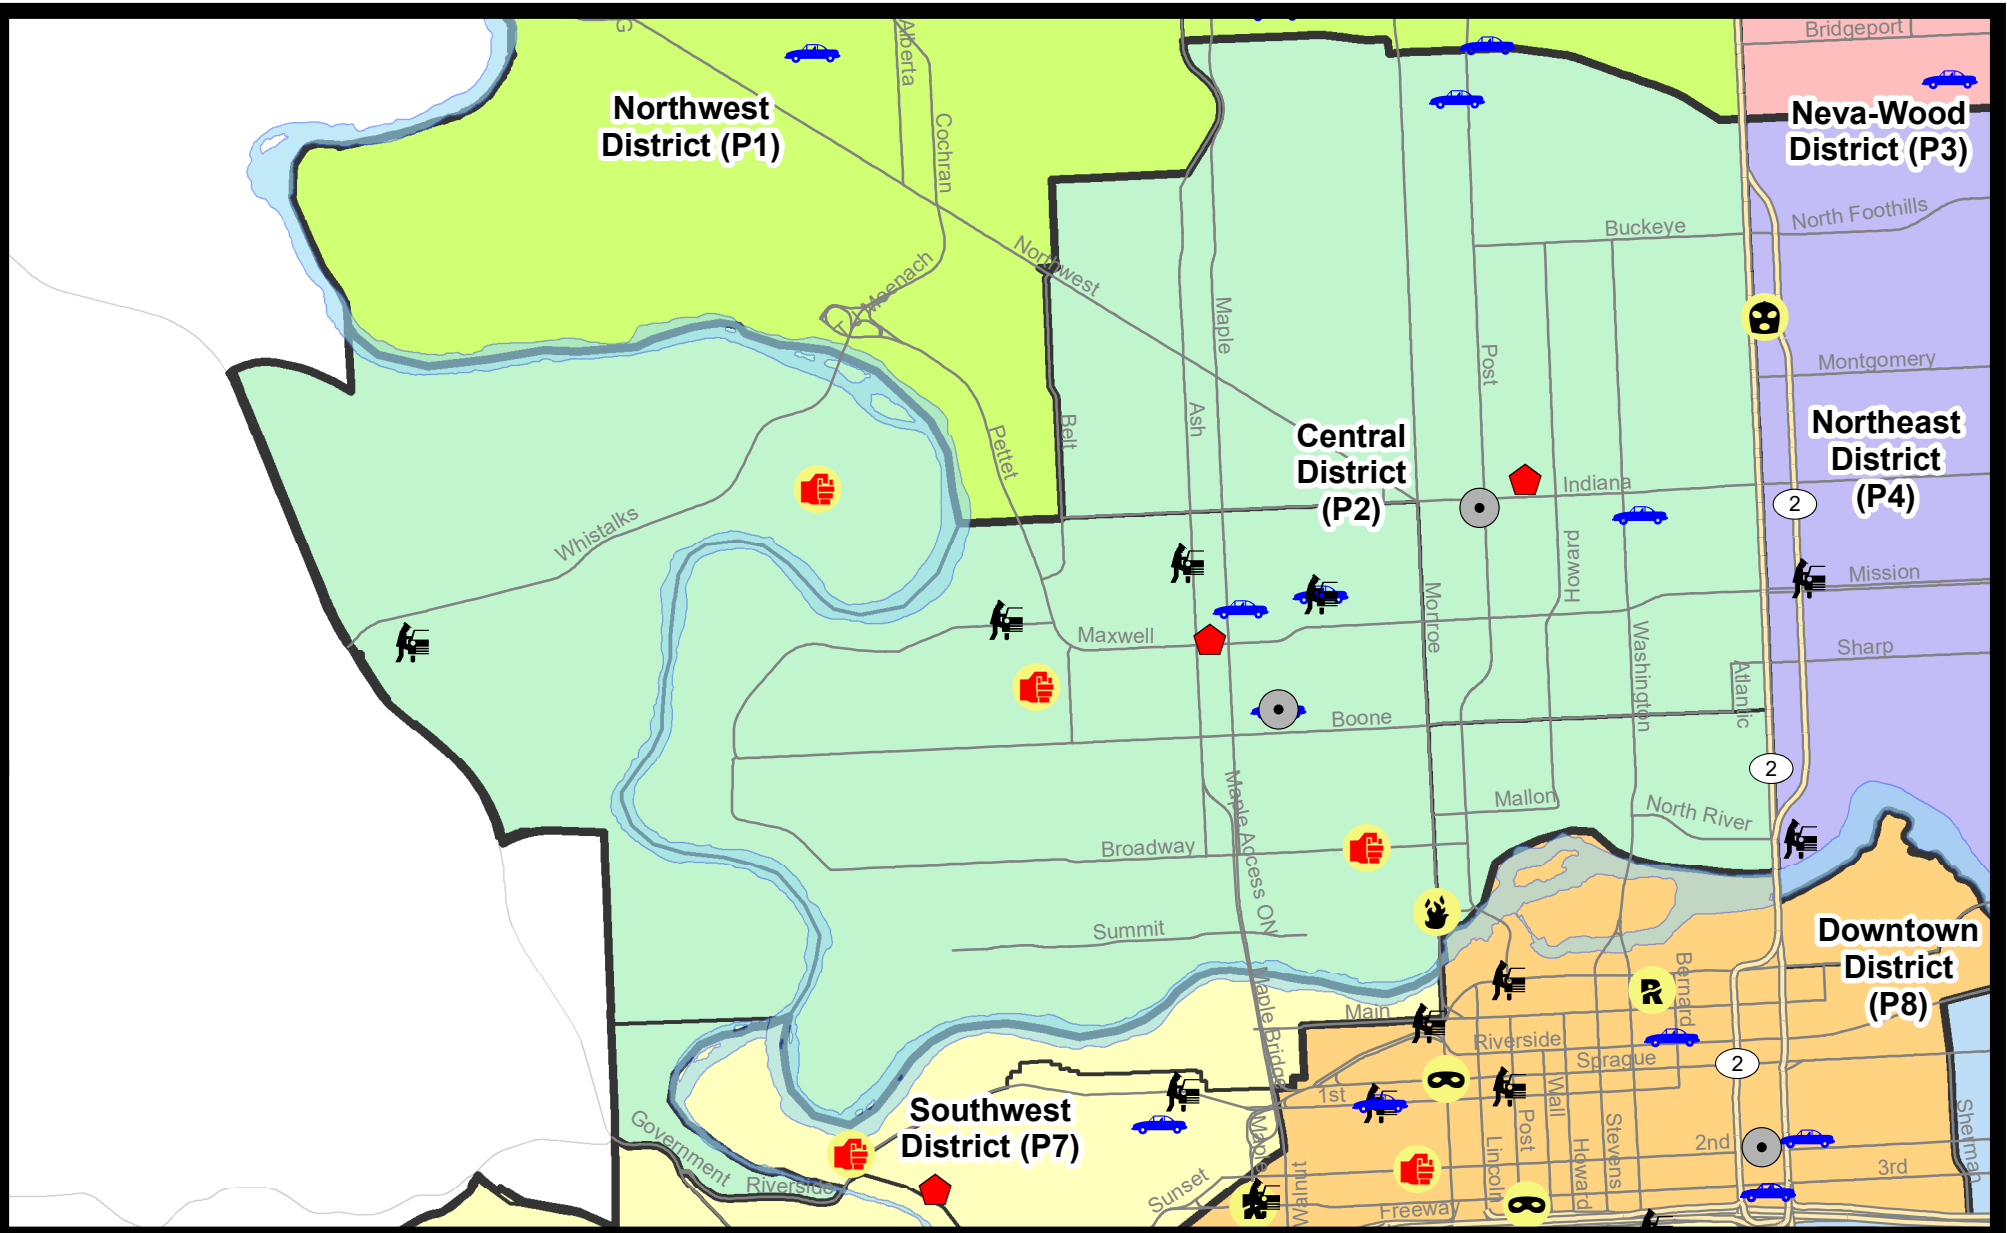 G
Alberta
Bridgeport
Northwest
District (P1)
Neva-Wood
District (P3)
Cochran
North Foothills
Buckeye
Northwest
Meenach
Maple
Post
Montgomery
Ash
Belt
Pettet
Central
District
(P2)
Northeast
District
(P4)
Indiana
2
Whistalks
Howard
Monroe
Mission
Maxwell
Washington
Sharp
Atlantic
Boone
2
Maple Access ON
Mallon
North River
Broadway
Summit
Downtown
District
(P8)
Bernard
R
Main
Maple Bridge
Riverside
Sprague
2
1st
Wall
Post
Stevens
Southwest
District (P7)
Government
Maple
Lincoln
Howard
2nd
3rd
Sherman
Riverside
Sunset
Walnut
Freeway